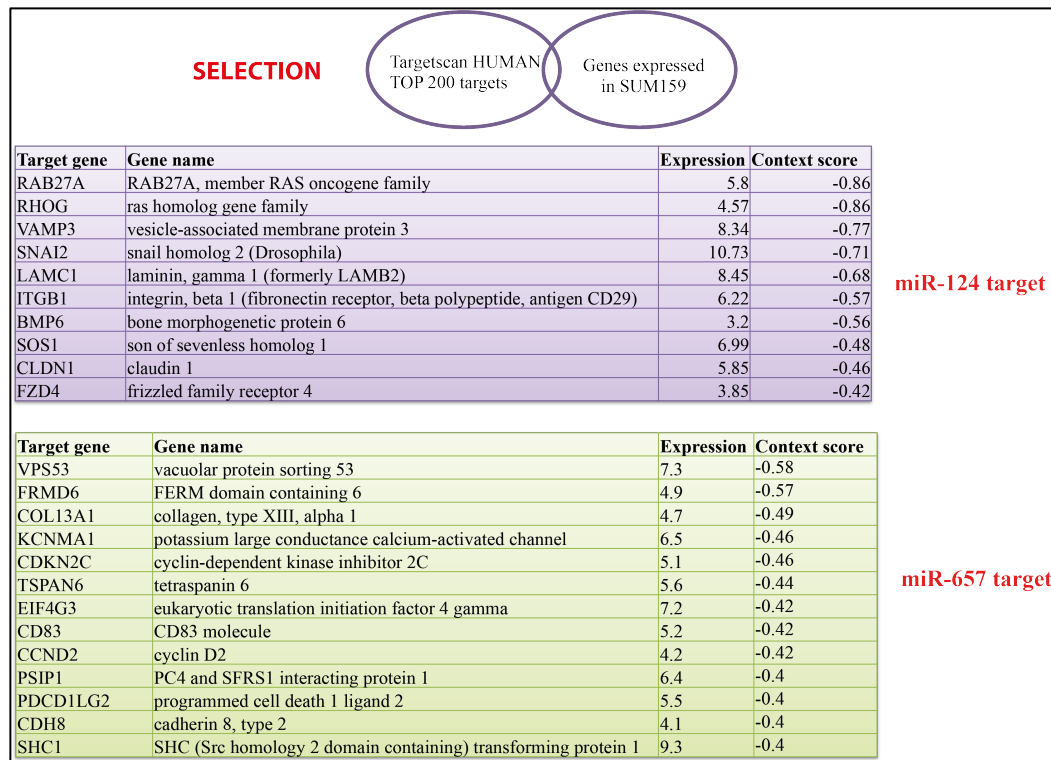 SELECTION
Targetscan HUMAN
TOP 200 targets
Genes expressed
in SUM159
Target gene Gene name Expression Context score
RAB27A RAB27A, member RAS oncogene family 5.8 -0.86
RHOG ras homolog gene family 4.57 -0.86
VAMP3 vesicle-associated membrane protein 3 8.34 -0.77
SNAI2 snail homolog 2 (Drosophila) 10.73 -0.71
LAMC1 laminin, gamma 1 (formerly LAMB2) 8.45 -0.68
ITGB1 integrin, beta 1 (fibronectin receptor, beta polypeptide, antigen CD29) 6.22 -0.57
BMP6 bone morphogenetic protein 6 3.2 -0.56
SOS1 son of sevenless homolog 1 6.99 -0.48
CLDN1 claudin 1 5.85 -0.46
FZD4 frizzled family receptor 4 3.85 -0.42
miR-124 target
Target gene Gene name Expression Context score
VPS53 vacuolar protein sorting 53 7.3 -0.58
FRMD6 FERM domain containing 6 4.9 -0.57
COL13A1 collagen, type XIII, alpha 1 4.7 -0.49
KCNMA1 potassium large conductance calcium-activated channel 6.5 -0.46
CDKN2C cyclin-dependent kinase inhibitor 2C 5.1 -0.46
TSPAN6 tetraspanin 6 5.6 -0.44
EIF4G3 eukaryotic translation initiation factor 4 gamma 7.2 -0.42
CD83 CD83 molecule 5.2 -0.42
CCND2 cyclin D2 4.2 -0.42
PSIP1 PC4 and SFRS1 interacting protein 1 6.4 -0.4
PDCD1LG2 programmed cell death 1 ligand 2 5.5 -0.4
CDH8 cadherin 8, type 2 4.1 -0.4
SHC1 SHC (Src homology 2 domain containing) transforming protein 1 9.3 -0.4
miR-657 target